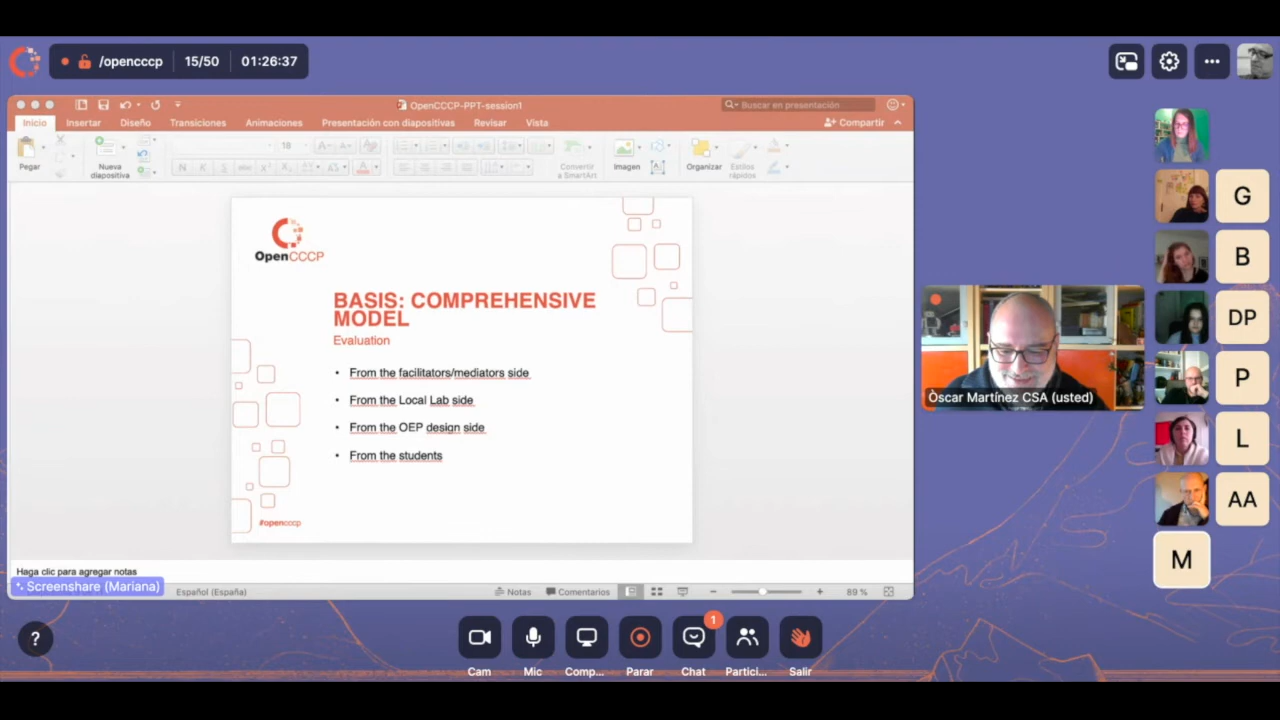 /opencccp
15/50
01:26:37
OpenCCCP-PPT-session1
Buscar en presentación
Inicio
Insertar
Diseño
Transiciones
Animaciones
Presentación con diapositivas
Revisar
Vista
Compartir
18
Pegar
Nueva
diapositiva
Convertir
a SmartArt
Imagen
Organizar
Estilos
rápidos
OpenCCCP
BASIS: COMPREHENSIVE
MODEL
Evaluation
• From the facilitators/mediators side
• From the Local Lab side
• From the OEP design side
• From the students
#opencccp
Haga clic para agregar notas
Screenshare (Mariana)
Español (España)
Notas
Comentarios
89 %
Òscar Martínez CSA (usted)
G
B
DP
P
L
AA
M
?
1
Cam
Mic
Comp...
Parar
Chat
Partici...
Salir